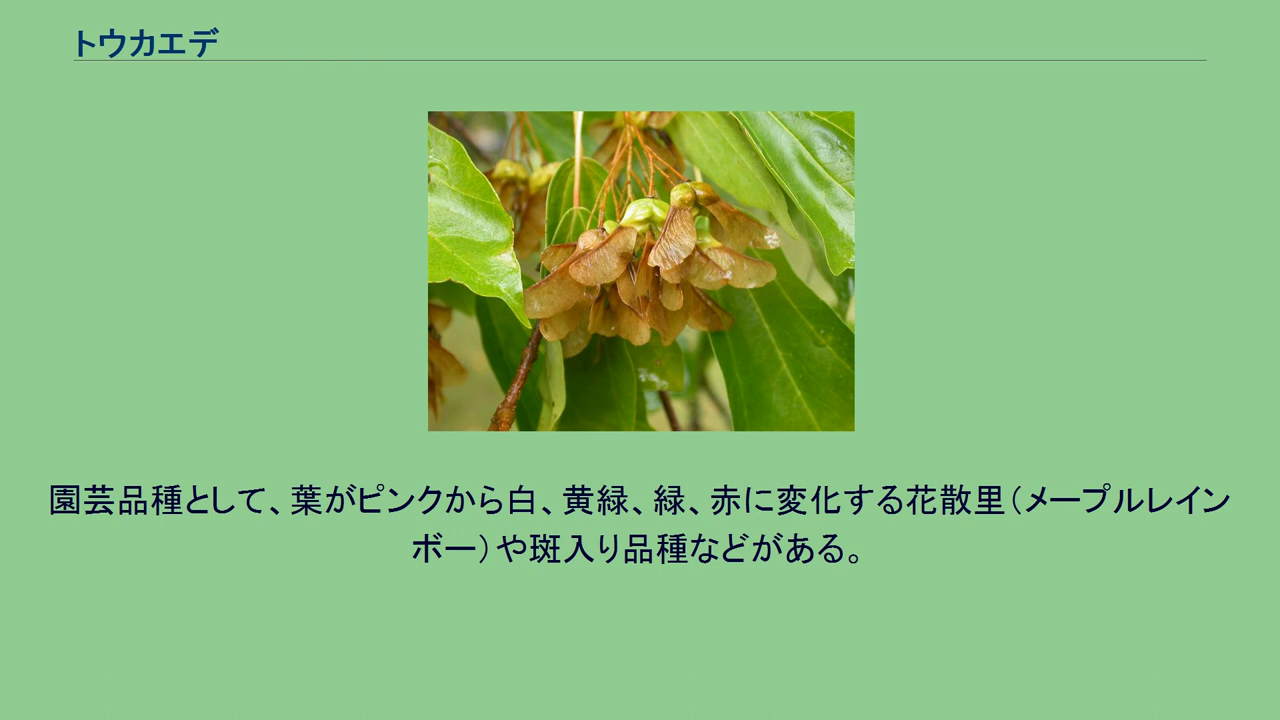 トウカエデ
園芸品種として、葉がピンクから白、黄緑、緑、赤に変化する花散里（メープルレイン
ボー）や斑入り品種などがある。